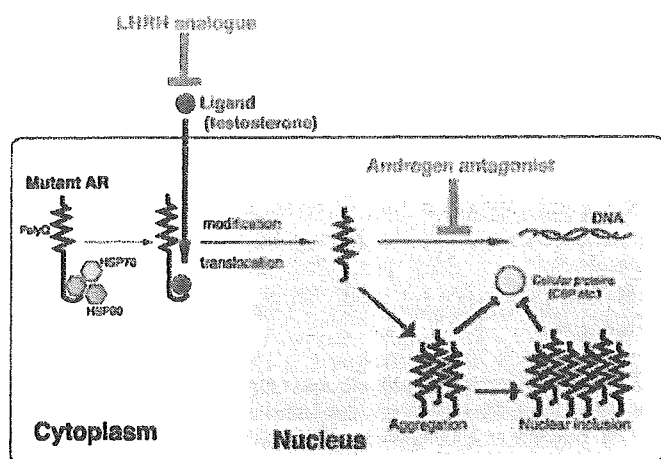 LHRH analogue
Ligand
(testosterone)
Androgen antagonist
Mutant AR
DNA
PolyQ
modification
HSP70
translocation
Cellular proteins
(CBP etc)
HSP90
Aggregation
Nuclear inclusion
Cytoplasm
Nucleus